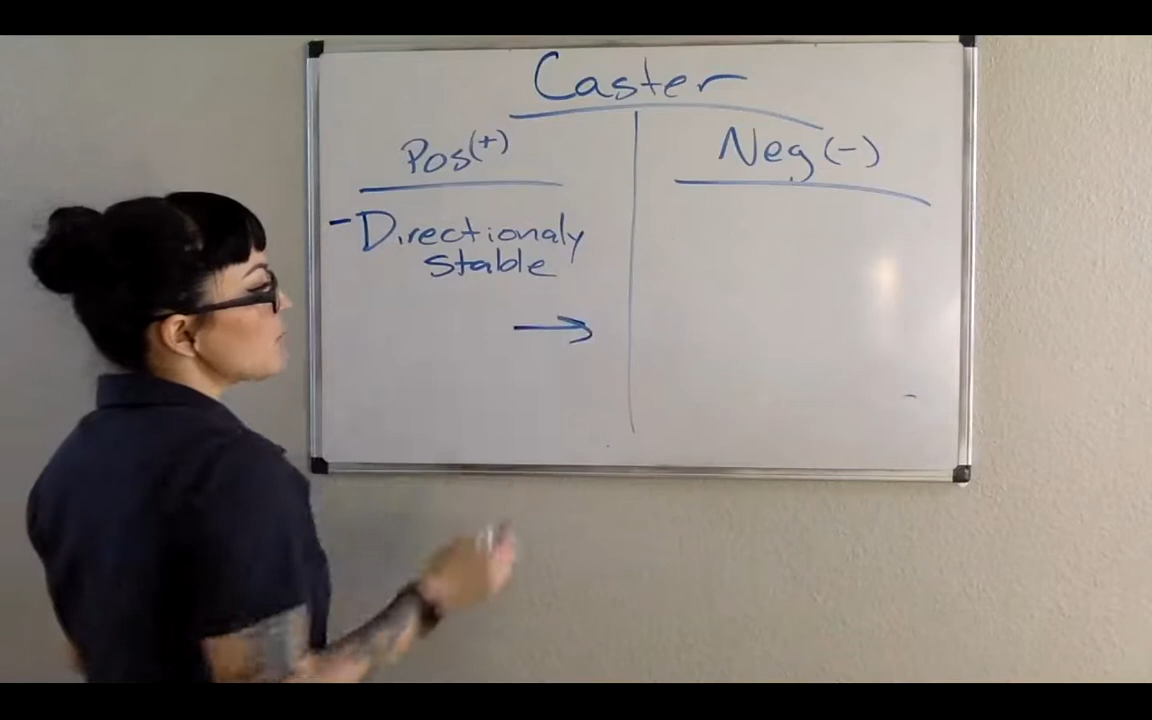 Caster
Pos(+)
Neg(-)
-Directionaly
stable
→